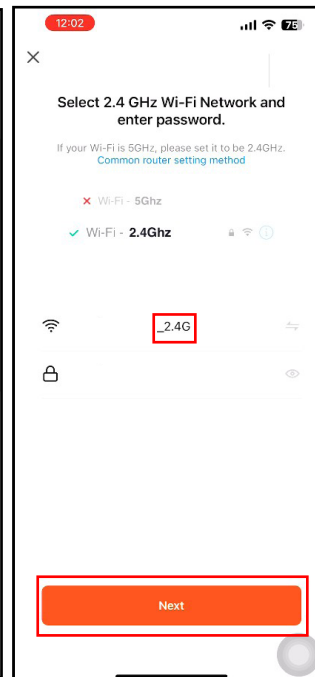 12:02
75
Select 2.4 GHz Wi-Fi Network and
enter password.
If your Wi-Fi is 5GHz, please set it to be 2.4GHz.
Common router setting method
Wi-Fi - 5Ghz
Wi-Fi - 2.4Ghz
_2.4G
Next